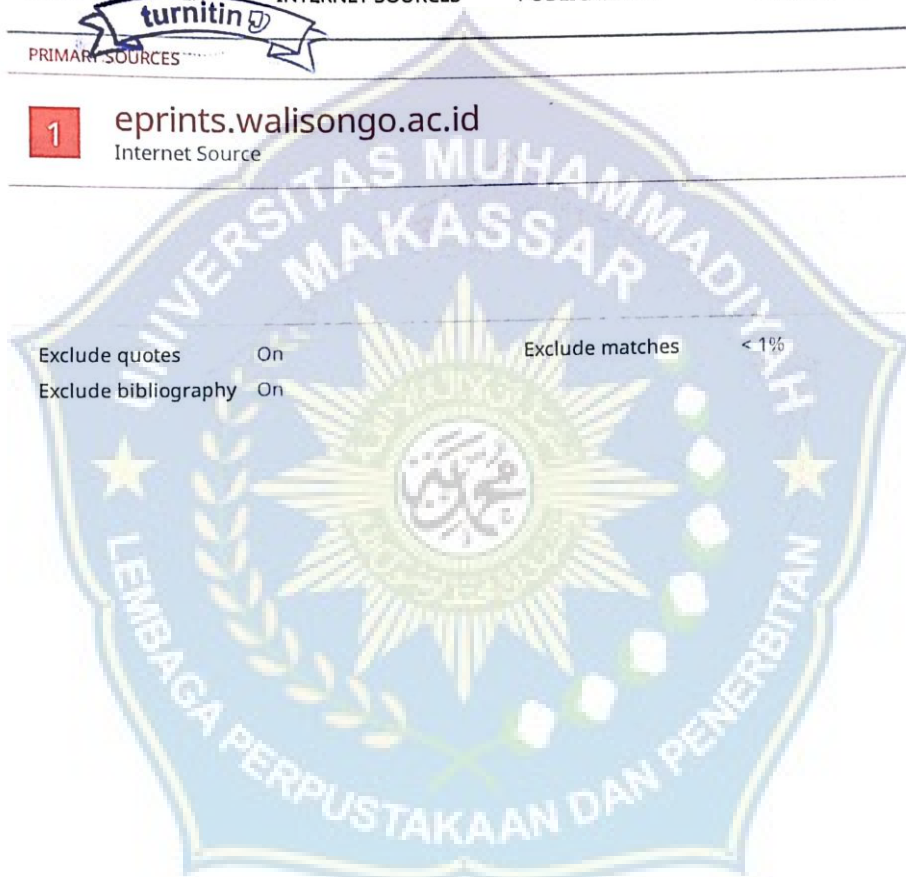 turnitin
PRIMARY SOURCES
1
eprints.walisongo.ac.id
Internet Source
UNIVERSITAS MUHAMMADIYAH
MAKASSAR
Exclude quotes On
Exclude matches < 1%
Exclude bibliography On
LEMBAGA PERPUSTAKAAN DAN PENERBITAN